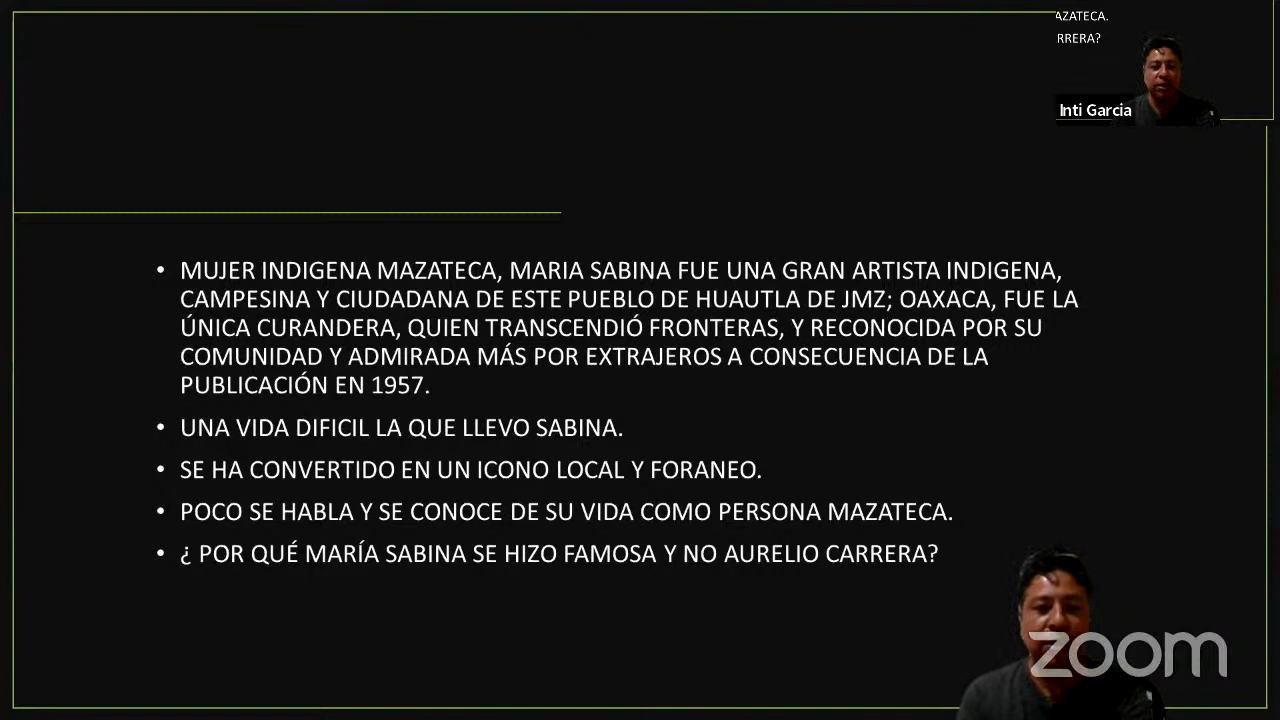 AZATECA.
RRERA?
Inti Garcia
• MUJER INDIGENA MAZATECA, MARIA SABINA FUE UNA GRAN ARTISTA INDIGENA,
CAMPESINA Y CIUDADANA DE ESTE PUEBLO DE HUAUTLA DE JMZ; OAXACA, FUE LA
ÚNICA CURANDERA, QUIEN TRANSCENDIÓ FRONTERAS, Y RECONOCIDA POR SU
COMUNIDAD Y ADMIRADA MÁS POR EXTRAJEROS A CONSECUENCIA DE LA
PUBLICACIÓN EN 1957.
• UNA VIDA DIFICIL LA QUE LLEVO SABINA.
• SE HA CONVERTIDO EN UN ICONO LOCAL Y FORANEO.
• POCO SE HABLA Y SE CONOCE DE SU VIDA COMO PERSONA MAZATECA.
• ¿ POR QUÉ MARÍA SABINA SE HIZO FAMOSA Y NO AURELIO CARRERA?
zoom